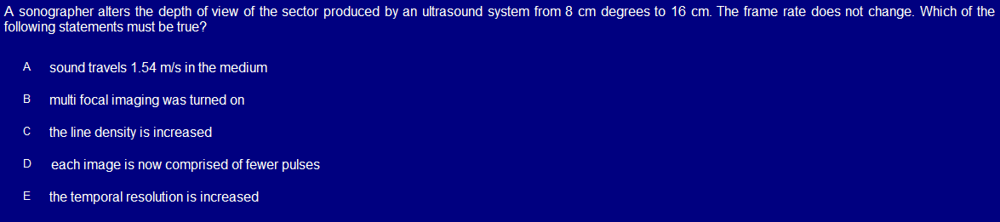 A sonographer alters the depth of view of the sector produced by an ultrasound system from 8 cm degrees to 16 cm. The frame rate does not change. Which of the
following statements must be true?
A sound travels 1.54 m/s in the medium
B multi focal imaging was turned on
C the line density is increased
D each image is now comprised of fewer pulses
E the temporal resolution is increased